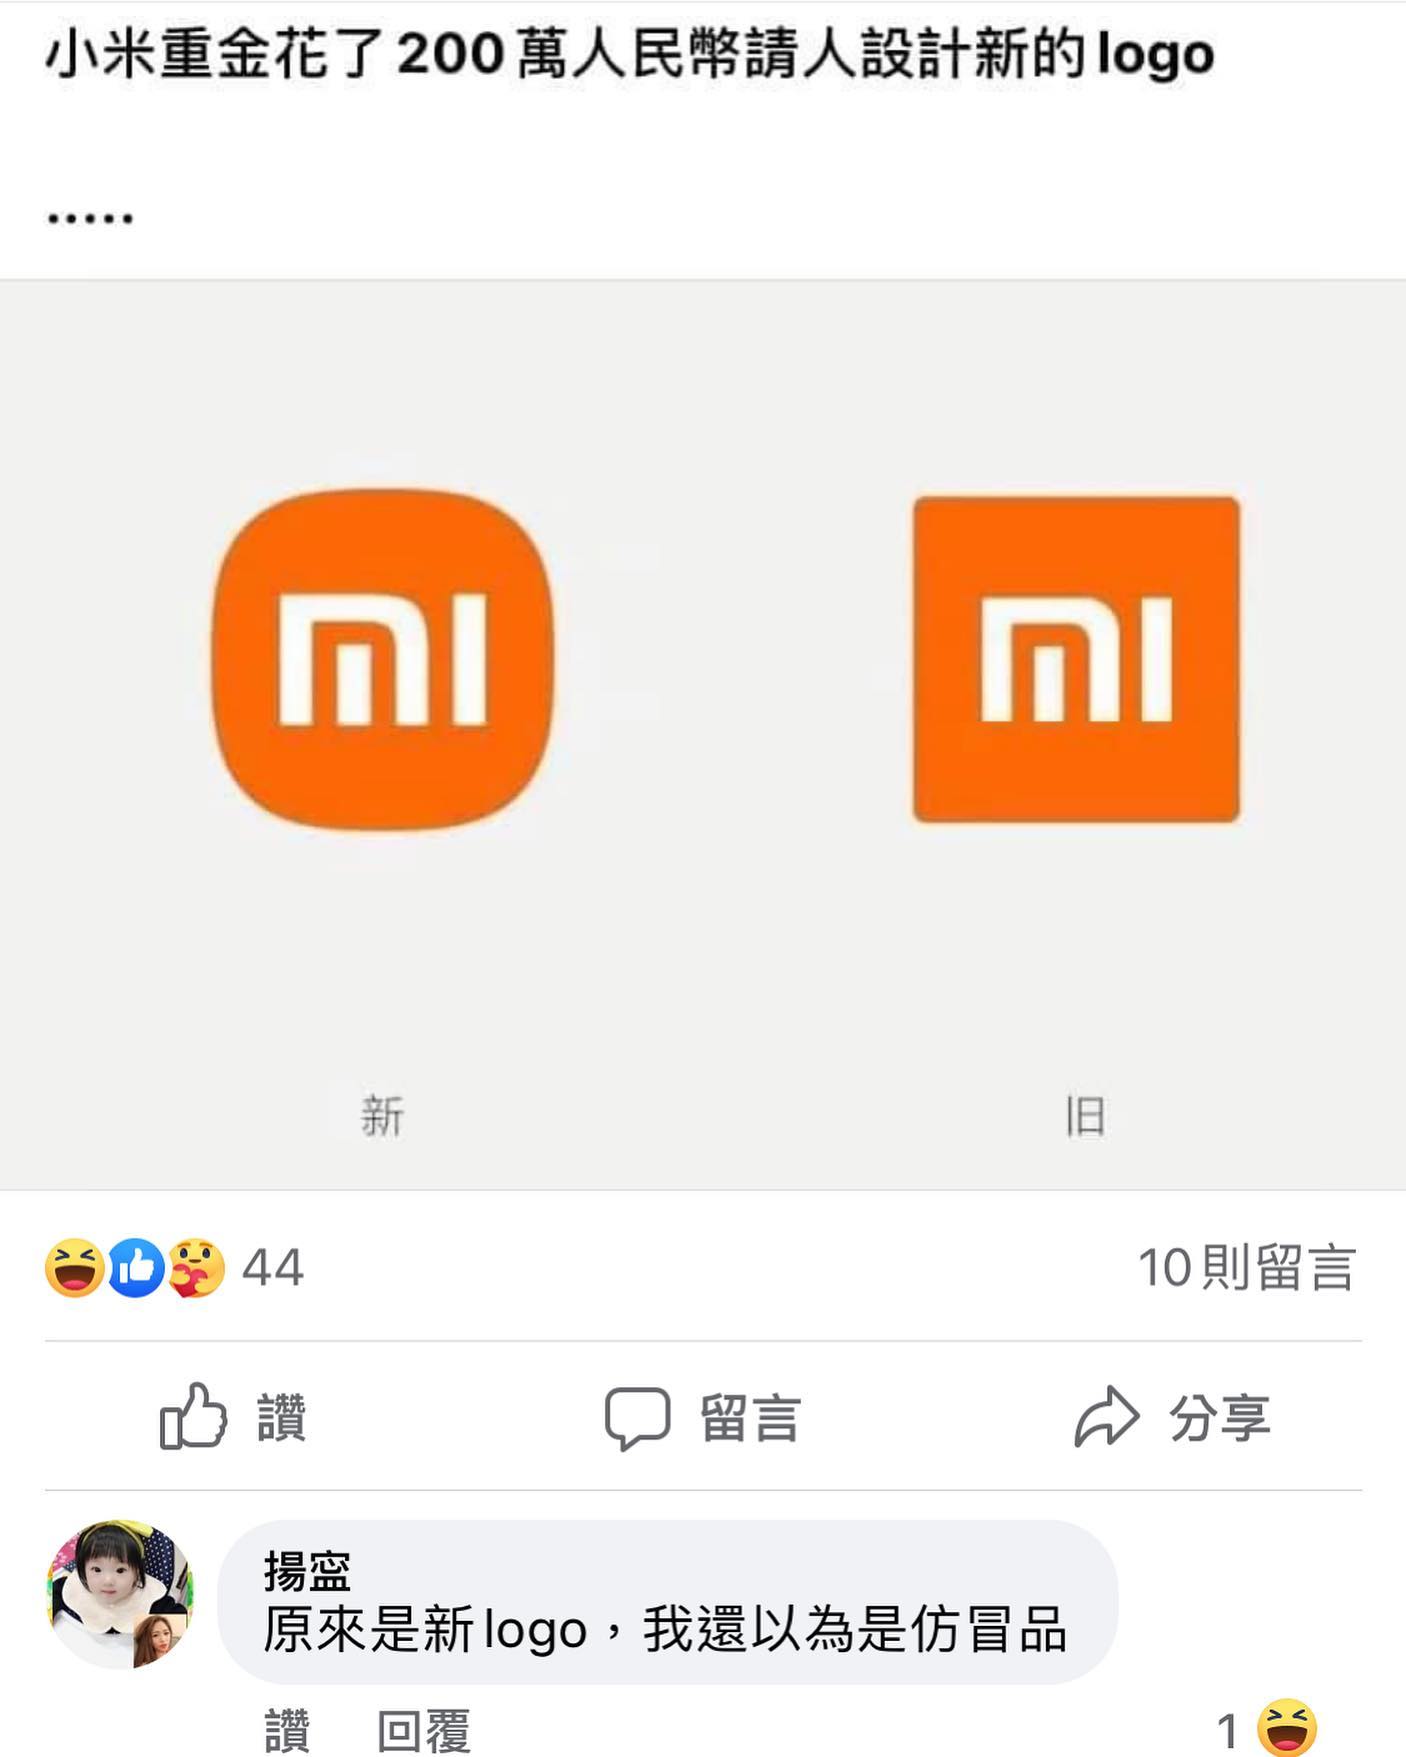 小米重金花了200萬人民幣請人設計新的logo
.....
mı
mı
新
旧
44
10則留言
讚
留言
分享
揚寍
原來是新logo，我還以為是仿冒品
讚
回覆
1